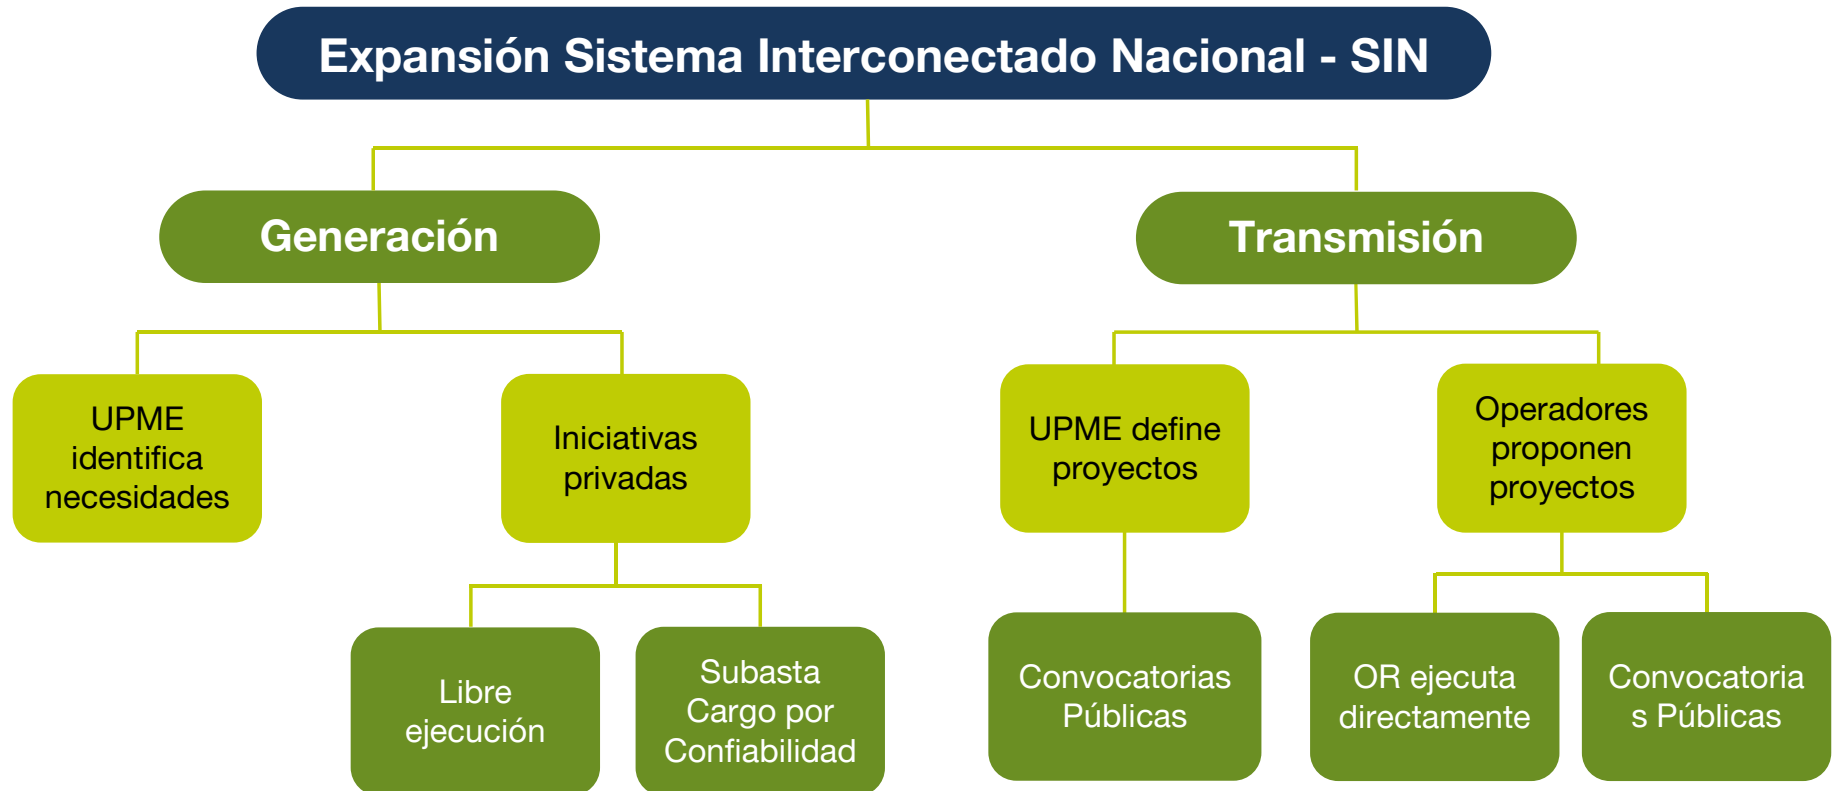 Expansión Sistema Interconectado Nacional - SIN
Generación
Transmisión
UPME
identifica
necesidades
Iniciativas
privadas
UPME define
proyectos
Operadores
proponen
proyectos
Libre
ejecución
Subasta
Cargo por
Confiabilidad
Convocatorias
Públicas
OR ejecuta
directamente
Convocatoria
s Públicas